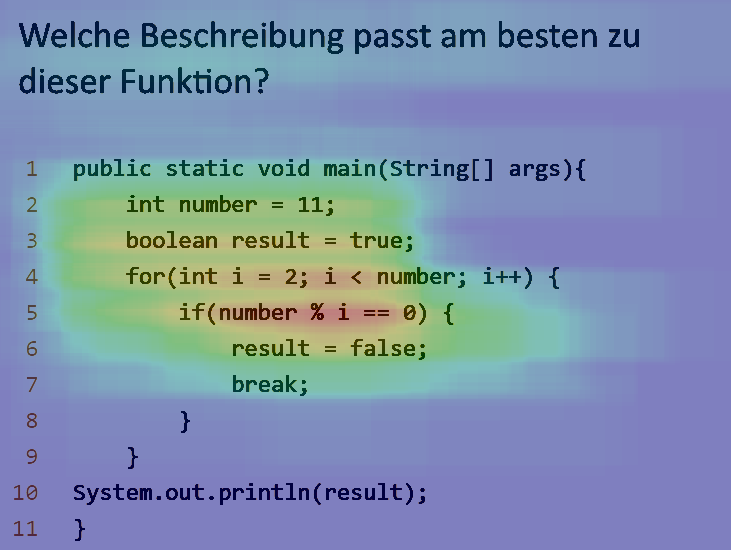 Welche Beschreibung passt am besten zu
dieser Funktion?
1 public static void main(String[] args){
2 int number = 11;
3 boolean result = true;
4 for(int i = 2; i < number; i++) {
5 if(number % i == 0) {
6 result = false;
7 break;
8 }
9 }
10 System.out.println(result);
11 }